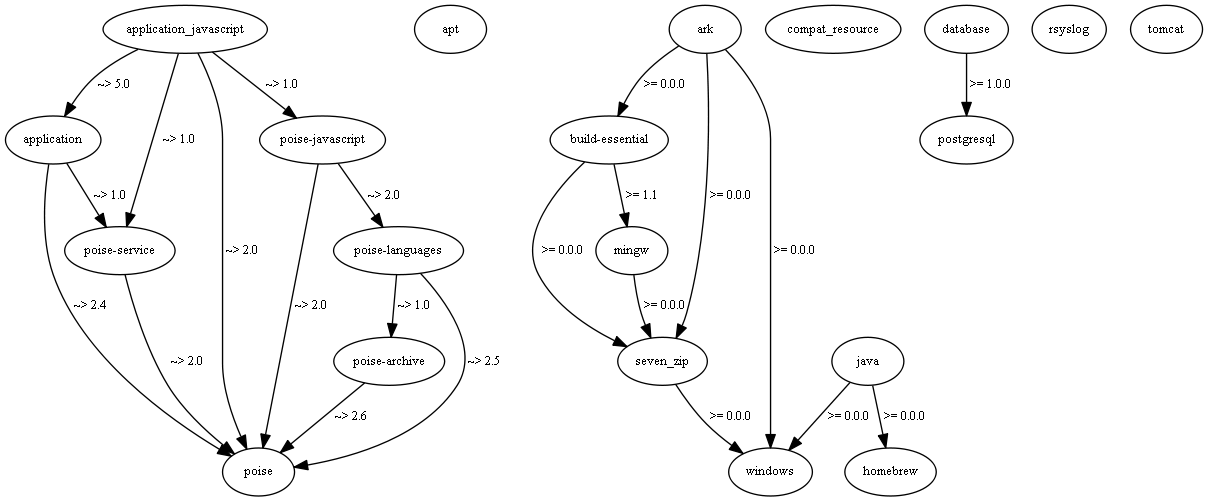 application_javascript
apt
ark
compat_resource
database
rsyslog
tomcat
~> 5.0
~> 1.0
>= 0.0.0
>= 1.0.0
application
~> 1.0
poise-javascript
build-essential
postgresql
~> 1.0
~> 2.0
>= 1.1
>= 0.0.0
poise-service
~> 2.0
poise-languages
>= 0.0.0
mingw
>= 0.0.0
~> 2.4
~> 2.0
~> 1.0
>= 0.0.0
~> 2.0
poise-archive
~> 2.5
seven_zip
java
~> 2.6
>= 0.0.0
>= 0.0.0
>= 0.0.0
poise
windows
homebrew